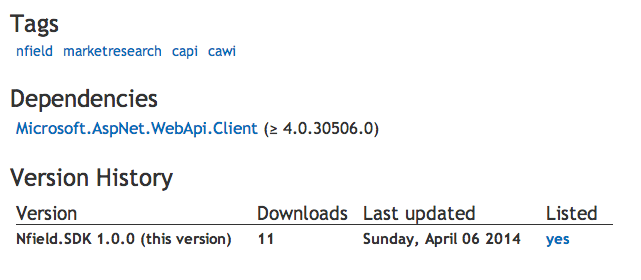 Tags
nfield marketresearch capi cawi
Dependencies
Microsoft.AspNet.WebApi.Client (≥ 4.0.30506.0)
Version History
Version Downloads Last updated Listed
Nfield.SDK 1.0.0 (this version) 11 Sunday, April 06 2014 yes